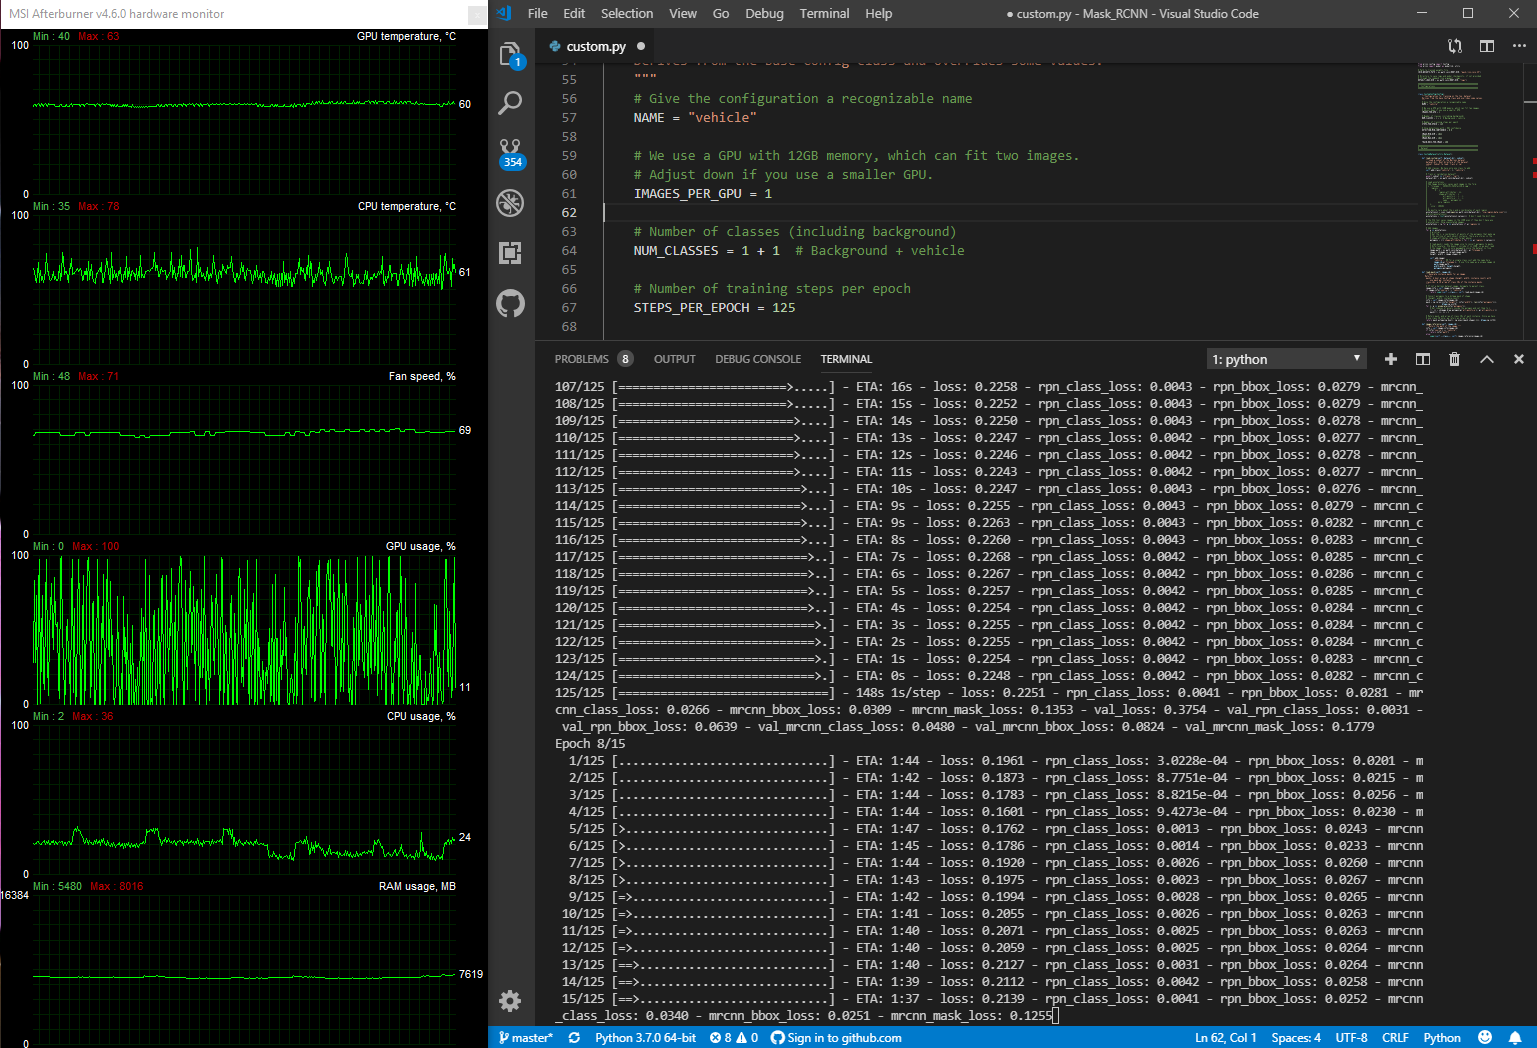 MSI Afterburner v4.6.0 hardware monitor
Min : 40 Max : 63 GPU temperature, °C
100
60
0
Min : 35 Max : 78 CPU temperature, °C
100
61
0
Min : 48 Max : 71 Fan speed, %
100
69
0
Min : 0 Max : 100 GPU usage, %
100
11
0
Min : 2 Max : 36 CPU usage, %
100
24
0
Min : 5480 Max : 8016 RAM usage, MB
16384
7619
0
File Edit Selection View Go Debug Terminal Help ● custom.py - Mask_RCNN - Visual Studio Code
1
354
custom.py
54 Derives from the base Config class and overrides some values.
55 """
56 # Give the configuration a recognizable name
57 NAME = "vehicle"
58
59 # We use a GPU with 12GB memory, which can fit two images.
60 # Adjust down if you use a smaller GPU.
61 IMAGES_PER_GPU = 1
62
63 # Number of classes (including background)
64 NUM_CLASSES = 1 + 1 # Background + vehicle
65
66 # Number of training steps per epoch
67 STEPS_PER_EPOCH = 125
68
PROBLEMS 8 OUTPUT DEBUG CONSOLE TERMINAL 1: python
107/125 [========================>.....] - ETA: 16s - loss: 0.2258 - rpn_class_loss: 0.0043 - rpn_bbox_loss: 0.0279 - mrcnn_
108/125 [========================>.....] - ETA: 15s - loss: 0.2252 - rpn_class_loss: 0.0043 - rpn_bbox_loss: 0.0279 - mrcnn_
109/125 [=========================>....] - ETA: 14s - loss: 0.2250 - rpn_class_loss: 0.0043 - rpn_bbox_loss: 0.0278 - mrcnn_
110/125 [=========================>....] - ETA: 13s - loss: 0.2247 - rpn_class_loss: 0.0042 - rpn_bbox_loss: 0.0277 - mrcnn_
111/125 [=========================>....] - ETA: 12s - loss: 0.2246 - rpn_class_loss: 0.0042 - rpn_bbox_loss: 0.0278 - mrcnn_
112/125 [=========================>....] - ETA: 11s - loss: 0.2243 - rpn_class_loss: 0.0042 - rpn_bbox_loss: 0.0277 - mrcnn_
113/125 [==========================>...] - ETA: 10s - loss: 0.2247 - rpn_class_loss: 0.0043 - rpn_bbox_loss: 0.0276 - mrcnn_
114/125 [==========================>...] - ETA: 9s - loss: 0.2255 - rpn_class_loss: 0.0043 - rpn_bbox_loss: 0.0279 - mrcnn_c
115/125 [==========================>...] - ETA: 9s - loss: 0.2263 - rpn_class_loss: 0.0043 - rpn_bbox_loss: 0.0282 - mrcnn_c
116/125 [==========================>...] - ETA: 8s - loss: 0.2260 - rpn_class_loss: 0.0043 - rpn_bbox_loss: 0.0283 - mrcnn_c
117/125 [===========================>..] - ETA: 7s - loss: 0.2268 - rpn_class_loss: 0.0042 - rpn_bbox_loss: 0.0285 - mrcnn_c
118/125 [===========================>..] - ETA: 6s - loss: 0.2267 - rpn_class_loss: 0.0042 - rpn_bbox_loss: 0.0286 - mrcnn_c
119/125 [===========================>..] - ETA: 5s - loss: 0.2257 - rpn_class_loss: 0.0042 - rpn_bbox_loss: 0.0285 - mrcnn_c
120/125 [===========================>..] - ETA: 4s - loss: 0.2254 - rpn_class_loss: 0.0042 - rpn_bbox_loss: 0.0284 - mrcnn_c
121/125 [============================>.] - ETA: 3s - loss: 0.2255 - rpn_class_loss: 0.0042 - rpn_bbox_loss: 0.0284 - mrcnn_c
122/125 [============================>.] - ETA: 2s - loss: 0.2255 - rpn_class_loss: 0.0042 - rpn_bbox_loss: 0.0284 - mrcnn_c
123/125 [============================>.] - ETA: 1s - loss: 0.2254 - rpn_class_loss: 0.0042 - rpn_bbox_loss: 0.0283 - mrcnn_c
124/125 [============================>.] - ETA: 0s - loss: 0.2248 - rpn_class_loss: 0.0042 - rpn_bbox_loss: 0.0282 - mrcnn_c
125/125 [==============================] - 148s 1s/step - loss: 0.2251 - rpn_class_loss: 0.0041 - rpn_bbox_loss: 0.0281 - mr
cnn_class_loss: 0.0266 - mrcnn_bbox_loss: 0.0309 - mrcnn_mask_loss: 0.1353 - val_loss: 0.3754 - val_rpn_class_loss: 0.0031 -
val_rpn_bbox_loss: 0.0639 - val_mrcnn_class_loss: 0.0480 - val_mrcnn_bbox_loss: 0.0824 - val_mrcnn_mask_loss: 0.1779
Epoch 8/15
1/125 [..............................] - ETA: 1:44 - loss: 0.1961 - rpn_class_loss: 3.0228e-04 - rpn_bbox_loss: 0.0201 - m
2/125 [..............................] - ETA: 1:42 - loss: 0.1873 - rpn_class_loss: 8.7751e-04 - rpn_bbox_loss: 0.0215 - m
3/125 [..............................] - ETA: 1:44 - loss: 0.1783 - rpn_class_loss: 8.8215e-04 - rpn_bbox_loss: 0.0256 - m
4/125 [..............................] - ETA: 1:44 - loss: 0.1601 - rpn_class_loss: 9.4273e-04 - rpn_bbox_loss: 0.0230 - m
5/125 [>.............................] - ETA: 1:47 - loss: 0.1762 - rpn_class_loss: 0.0013 - rpn_bbox_loss: 0.0243 - mrcnn
6/125 [>.............................] - ETA: 1:45 - loss: 0.1786 - rpn_class_loss: 0.0014 - rpn_bbox_loss: 0.0233 - mrcnn
7/125 [>.............................] - ETA: 1:44 - loss: 0.1920 - rpn_class_loss: 0.0026 - rpn_bbox_loss: 0.0260 - mrcnn
8/125 [>.............................] - ETA: 1:43 - loss: 0.1975 - rpn_class_loss: 0.0023 - rpn_bbox_loss: 0.0267 - mrcnn
9/125 [=>............................] - ETA: 1:42 - loss: 0.1994 - rpn_class_loss: 0.0028 - rpn_bbox_loss: 0.0265 - mrcnn
10/125 [=>............................] - ETA: 1:41 - loss: 0.2055 - rpn_class_loss: 0.0026 - rpn_bbox_loss: 0.0263 - mrcnn
11/125 [=>............................] - ETA: 1:40 - loss: 0.2071 - rpn_class_loss: 0.0025 - rpn_bbox_loss: 0.0263 - mrcnn
12/125 [=>............................] - ETA: 1:40 - loss: 0.2059 - rpn_class_loss: 0.0025 - rpn_bbox_loss: 0.0264 - mrcnn
13/125 [==>...........................] - ETA: 1:40 - loss: 0.2127 - rpn_class_loss: 0.0031 - rpn_bbox_loss: 0.0264 - mrcnn
14/125 [==>...........................] - ETA: 1:39 - loss: 0.2112 - rpn_class_loss: 0.0042 - rpn_bbox_loss: 0.0258 - mrcnn
15/125 [==>...........................] - ETA: 1:37 - loss: 0.2139 - rpn_class_loss: 0.0041 - rpn_bbox_loss: 0.0252 - mrcnn
_class_loss: 0.0340 - mrcnn_bbox_loss: 0.0251 - mrcnn_mask_loss: 0.1255
master* Python 3.7.0 64-bit 8 0 Sign in to github.com Ln 62, Col 1 Spaces: 4 UTF-8 CRLF Python